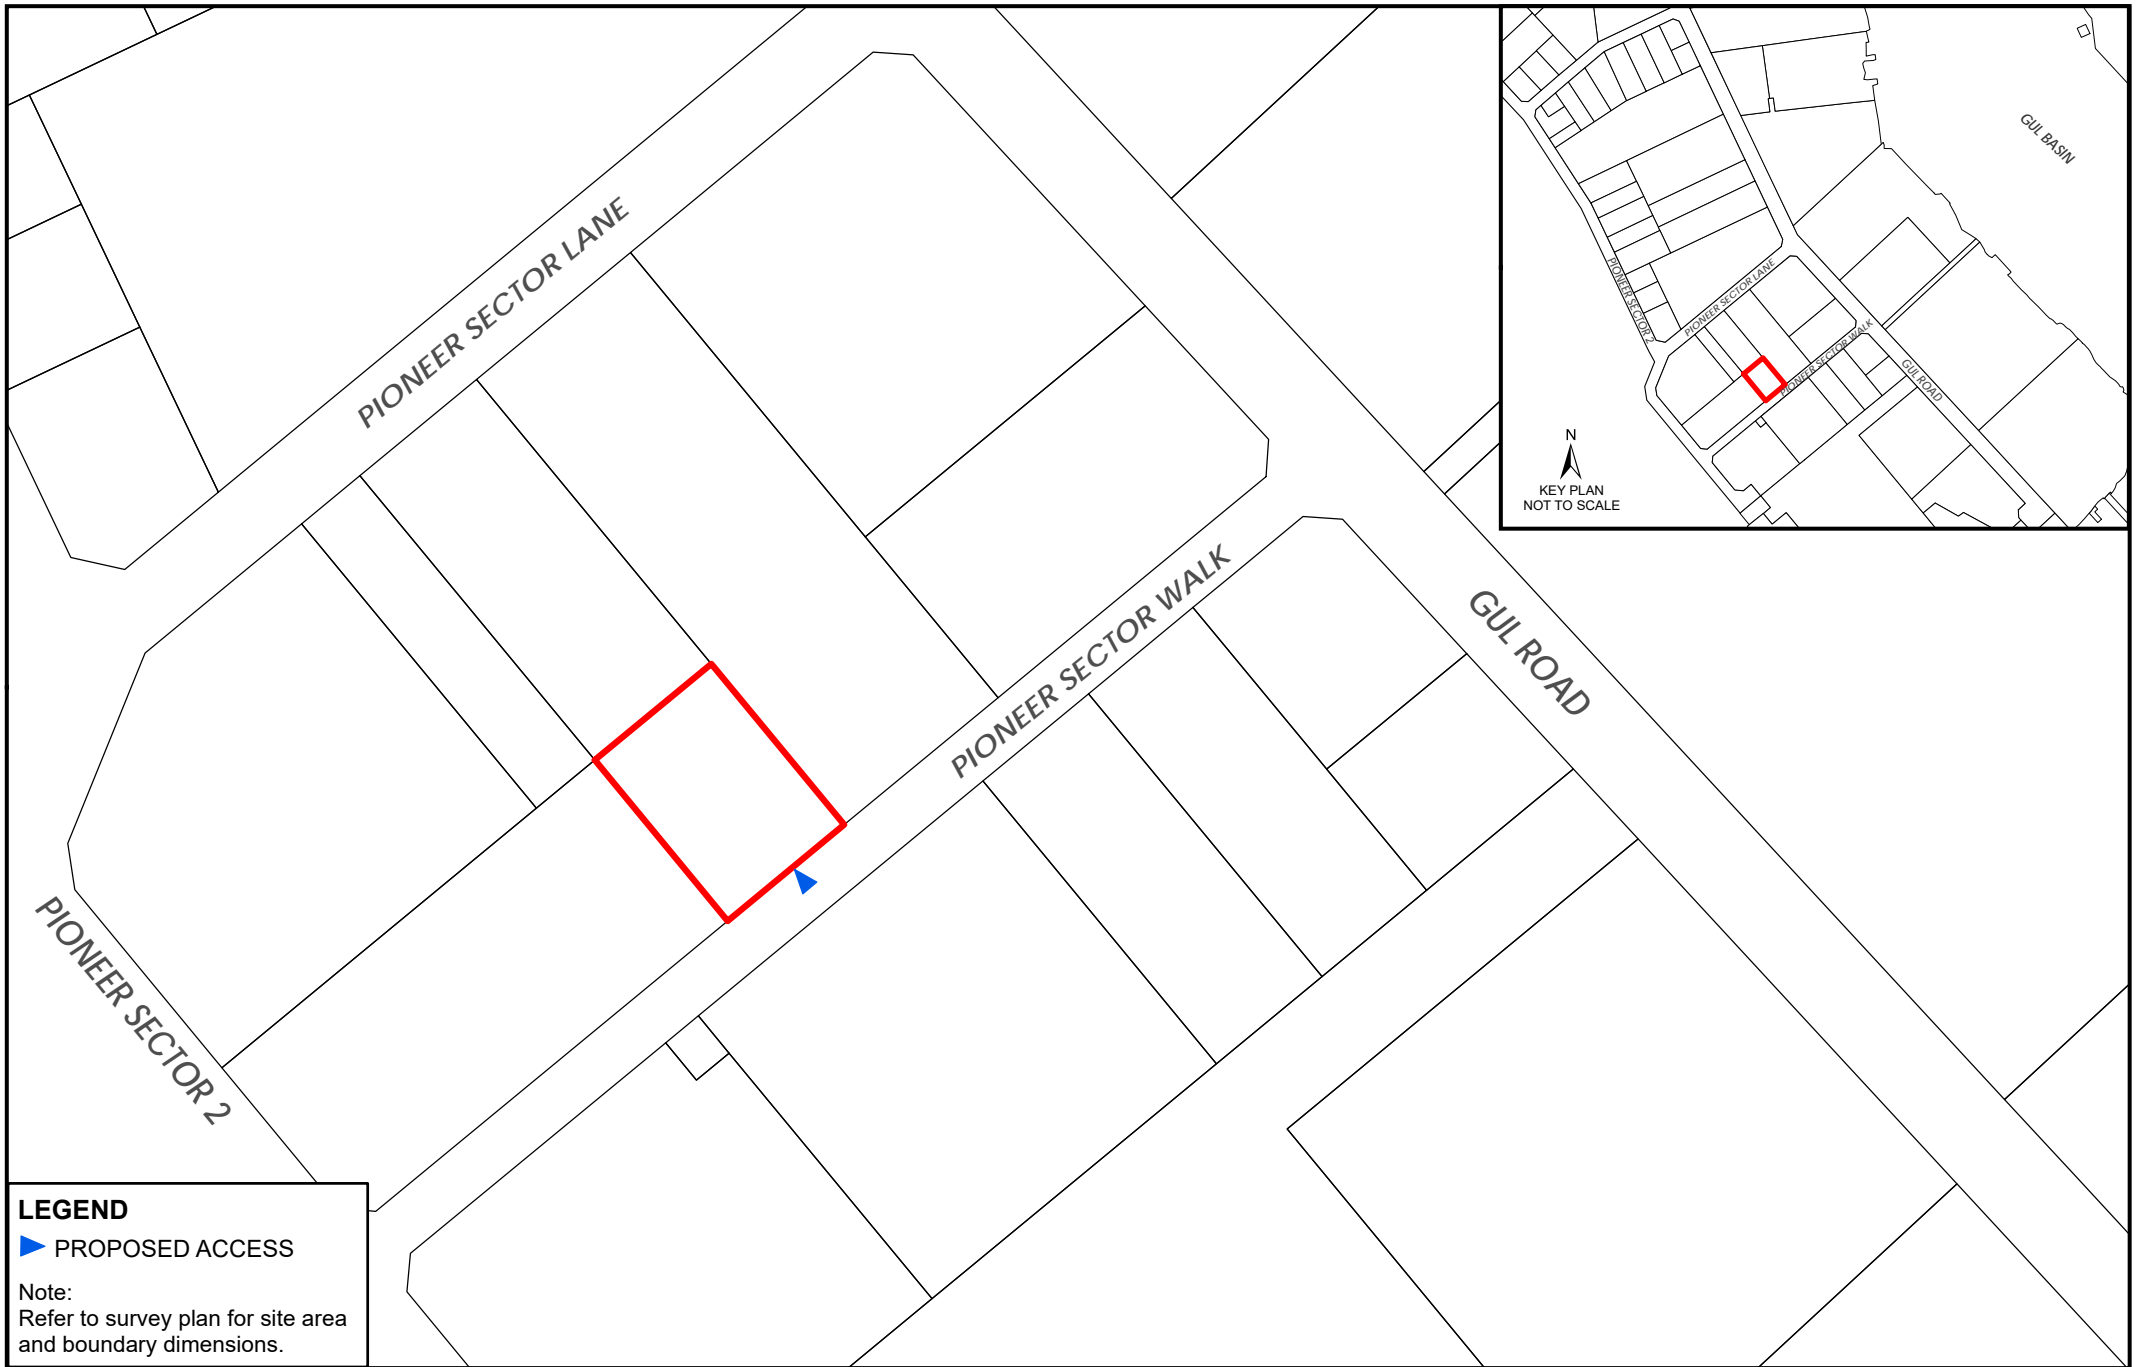 PIONEER SECTOR LANE
PIONEER SECTOR WALK
GUL ROAD
PIONEER SECTOR 2
GUL BASIN
PIONEER SECTOR 2
PIONEER SECTOR LANE
PIONEER SECTOR WALK
GUL ROAD
N
KEY PLAN
NOT TO SCALE
LEGEND
PROPOSED ACCESS
Note:
Refer to survey plan for site area
and boundary dimensions.